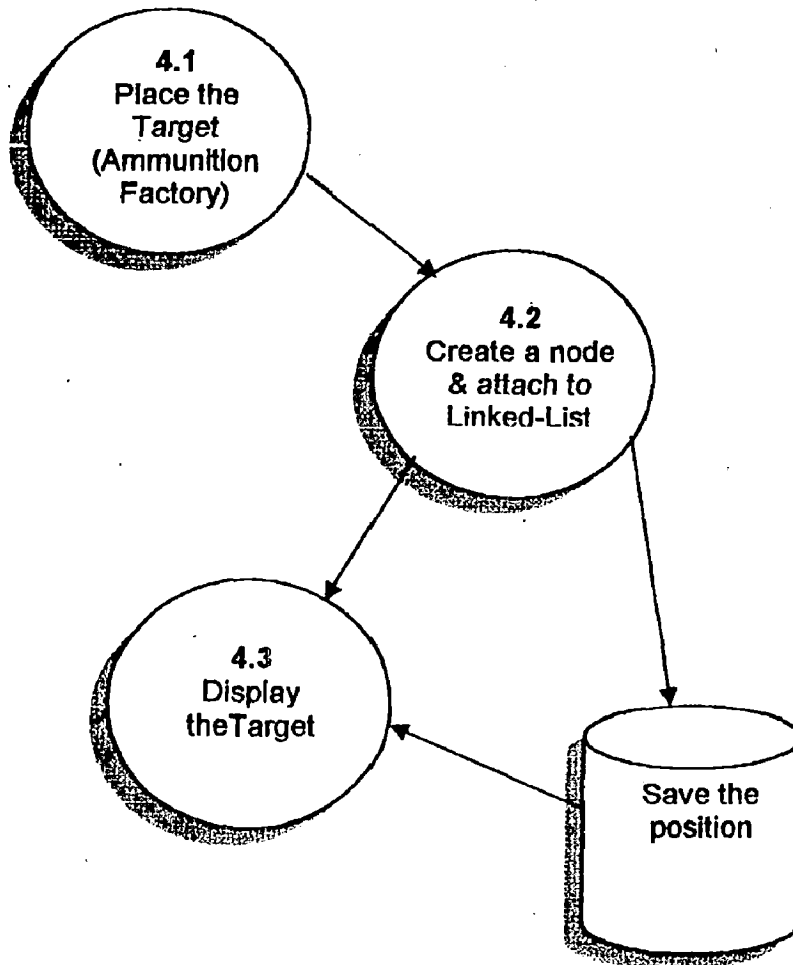 4.1
Place the
Target
(Ammunition
Factory)
4.2
Create a node
& attach to
Linked-List
4.3
Display
theTarget
Save the
position